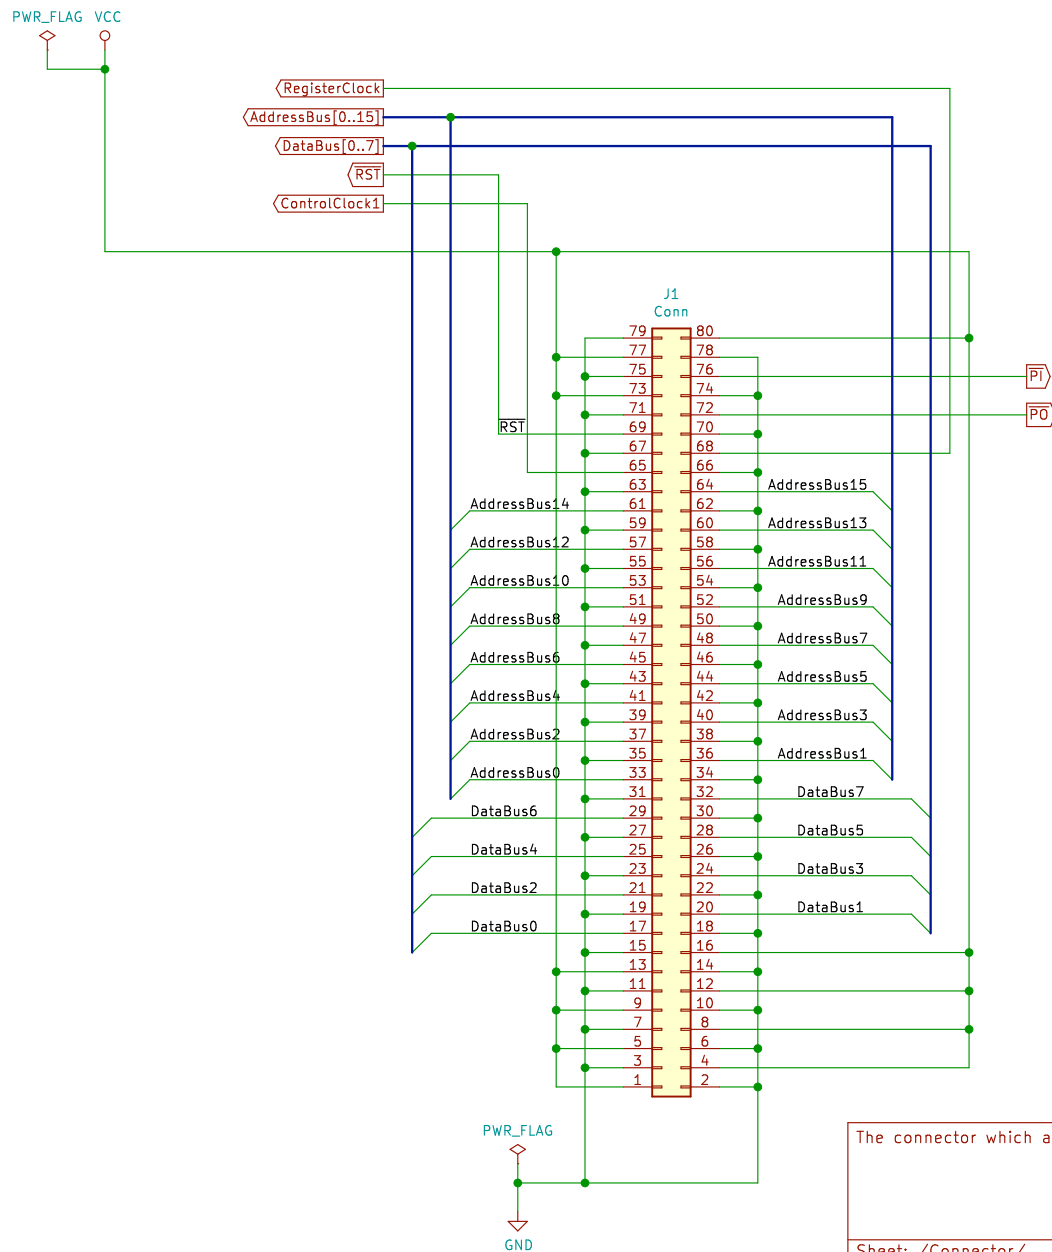 PWR_FLAG VCC
RegisterClock
AddressBus[0..15]
DataBus[0..7]
RST
ControlClock1
J1
Conn
79 80
77 78
75 76 PI
73 74
71 72 PO
69 70 RST
67 68
65 66
63 64 AddressBus15
AddressBus14 61 62
59 60 AddressBus13
AddressBus12 57 58
55 56 AddressBus11
AddressBus10 53 54
51 52 AddressBus9
AddressBus8 49 50
47 48 AddressBus7
AddressBus6 45 46
43 44 AddressBus5
AddressBus4 41 42
39 40 AddressBus3
AddressBus2 37 38
35 36 AddressBus1
AddressBus0 33 34
31 32 DataBus7
DataBus6 29 30
27 28 DataBus5
DataBus4 25 26
23 24 DataBus3
DataBus2 21 22
19 20 DataBus1
DataBus0 17 18
15 16
13 14
11 12
9 10
7 8
5 6
3 4
1 2
PWR_FLAG
GND
The connector which a
Sheet: /Connector/